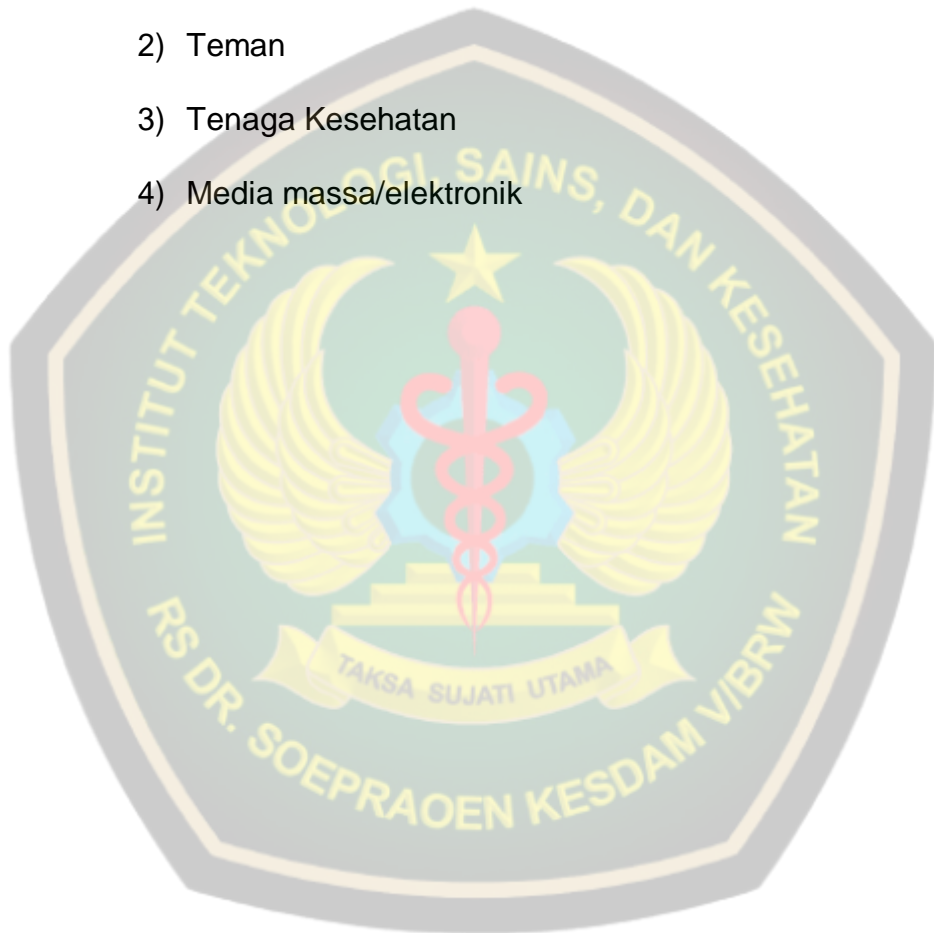 2) Teman
3) Tenaga Kesehatan
4) Media massa/elektronik
INSTITUT TEKNOLOGI, SAINS, DAN KESEHATAN
TAKSA SUJATI UTAMA
RS DR. SOEPRAOEN KESDAM V/BRW